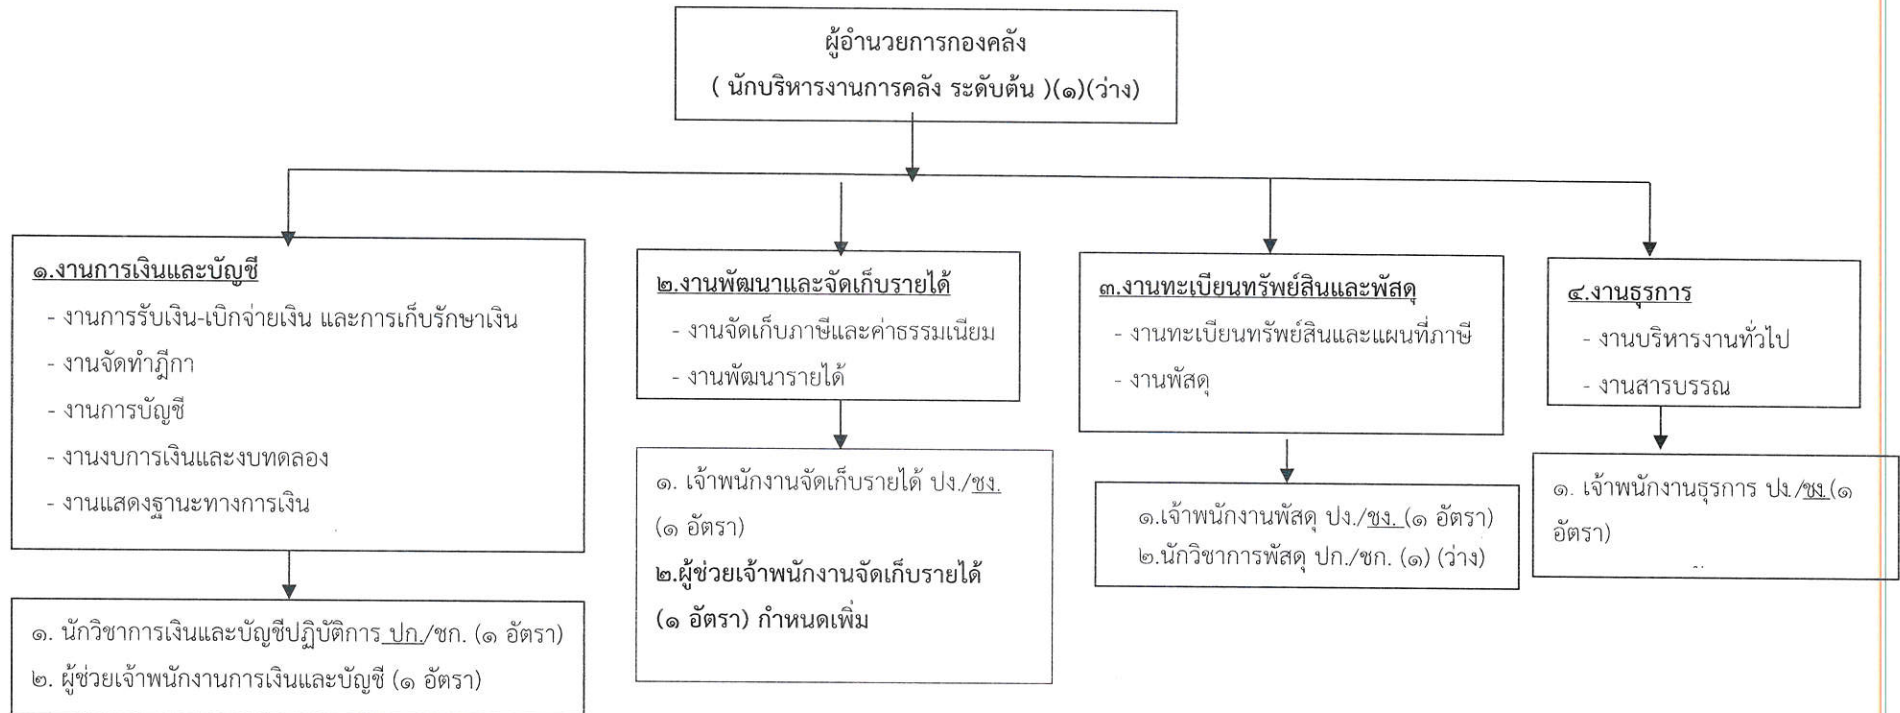 ผู้อำนวยการกองคลัง
( นักบริหารงานการคลัง ระดับต้น )(๑)(ว่าง)
๑.งานการเงินและบัญชี
- งานการรับเงิน-เบิกจ่ายเงิน และการเก็บรักษาเงิน
- งานจัดทำฎีกา
- งานการบัญชี
- งานงบการเงินและงบทดลอง
- งานแสดงฐานะทางการเงิน
๑. นักวิชาการเงินและบัญชีปฏิบัติการ ปก./ชก. (๑ อัตรา)
๒. ผู้ช่วยเจ้าพนักงานการเงินและบัญชี (๑ อัตรา)
๒.งานพัฒนาและจัดเก็บรายได้
- งานจัดเก็บภาษีและค่าธรรมเนียม
- งานพัฒนารายได้
๑. เจ้าพนักงานจัดเก็บรายได้ ปง./ชง.
(๑ อัตรา)
๒.ผู้ช่วยเจ้าพนักงานจัดเก็บรายได้
(๑ อัตรา) กำหนดเพิ่ม
๓.งานทะเบียนทรัพย์สินและพัสดุ
- งานทะเบียนทรัพย์สินและแผนที่ภาษี
- งานพัสดุ
๑.เจ้าพนักงานพัสดุ ปง./ชง. (๑ อัตรา)
๒.นักวิชาการพัสดุ ปก./ชก. (๑) (ว่าง)
๔.งานธุรการ
- งานบริหารงานทั่วไป
- งานสารบรรณ
๑. เจ้าพนักงานธุรการ ปง./ชง.(๑
อัตรา)